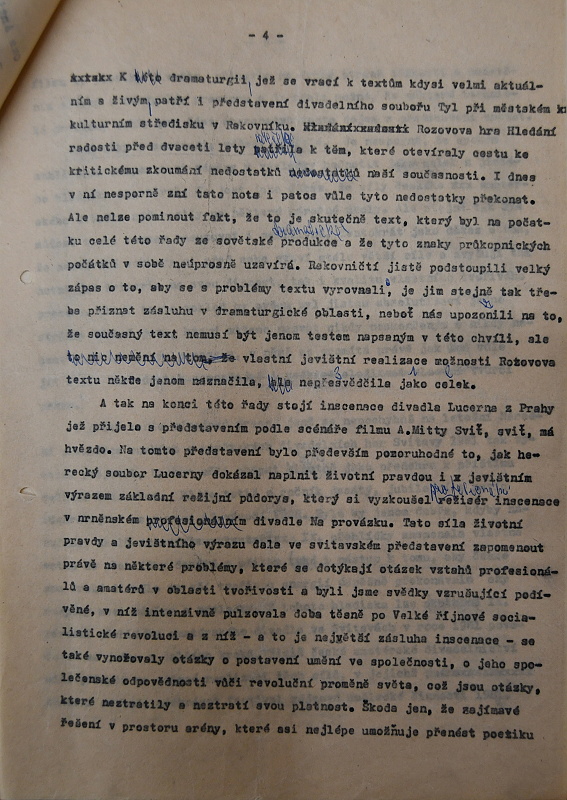 - 4 -
K této dramaturgii, jež se vrací k textům kdysi velmi aktuál-
ním a živým, patří i představení divadelního souboru Tyl při městském
kulturním středisku v Rakovníku. Rozovova hra Hledání
radosti před dvaceti lety patřila k těm, které otevíraly cestu ke
kritickému zkoumání nedostatků nedostatků naší současnosti. I dnes
v ní nesporně zní tato nota i patos vůle tyto nedostatky překonat.
Ale nelze pominout fakt, že to je skutečně text, který byl na počát-
dramatické
ku celé této řady ze sovětské produkce a že tyto znaky průkopnických
počátků v sobě neúprosně uzavírá. Rakovničtí jistě podstoupili velký
zápas o to, aby se s problémy textu vyrovnali, je jim stejně tak tře-
ba přiznat zásluhu v dramaturgické oblasti, neboť nás upozonili na to,
že současný text nemusí být jenom textem napsaným v této chvíli, ale
to nic nemění na tom, že vlastní jevištní realizace možnosti Rozovova
textu někde jenom naznačila, nepřesvědčila jako celek.
A tak na konci této řady stojí inscenace divadla Lucerna z Prahy
jež přijelo s představením podle scénáře filmu A.Mitty Sviť, sviť, má
hvězdo. Na tomto představení bylo především pozoruhodné to, jak he-
recký soubor Lucerny dokázal naplnit životní pravdou i x jevištním
výrazem základní režijní půdorys, který si vyzkoušel režisér inscenace
v nrněnském profesionálním divadle Na provázku. Tato síla životní
pravdy a jevištního výrazu dala ve svitavském představení zapomenout
právě na některé problémy, které se dotýkají otázek vztahů profesioná-
lů a amatérů v oblasti tvořivosti a byli jsme svědky vzrušující podí-
věné, v níž intenzivně pulzovala doba těsně po Velké říjnové socia-
listické revoluci a z níž - a to je největší zásluha inscenace - se
také vynořovaly otázky o postavení umění ve společnosti, o jeho spo-
lečenské odpovědnosti vůči revoluční proměně světa, což jsou otázky,
které neztratily a neztratí svou platnost. Škoda jen, že zajímavé
řešení v prostoru arény, které asi nejlépe umožňuje přenést poetiku